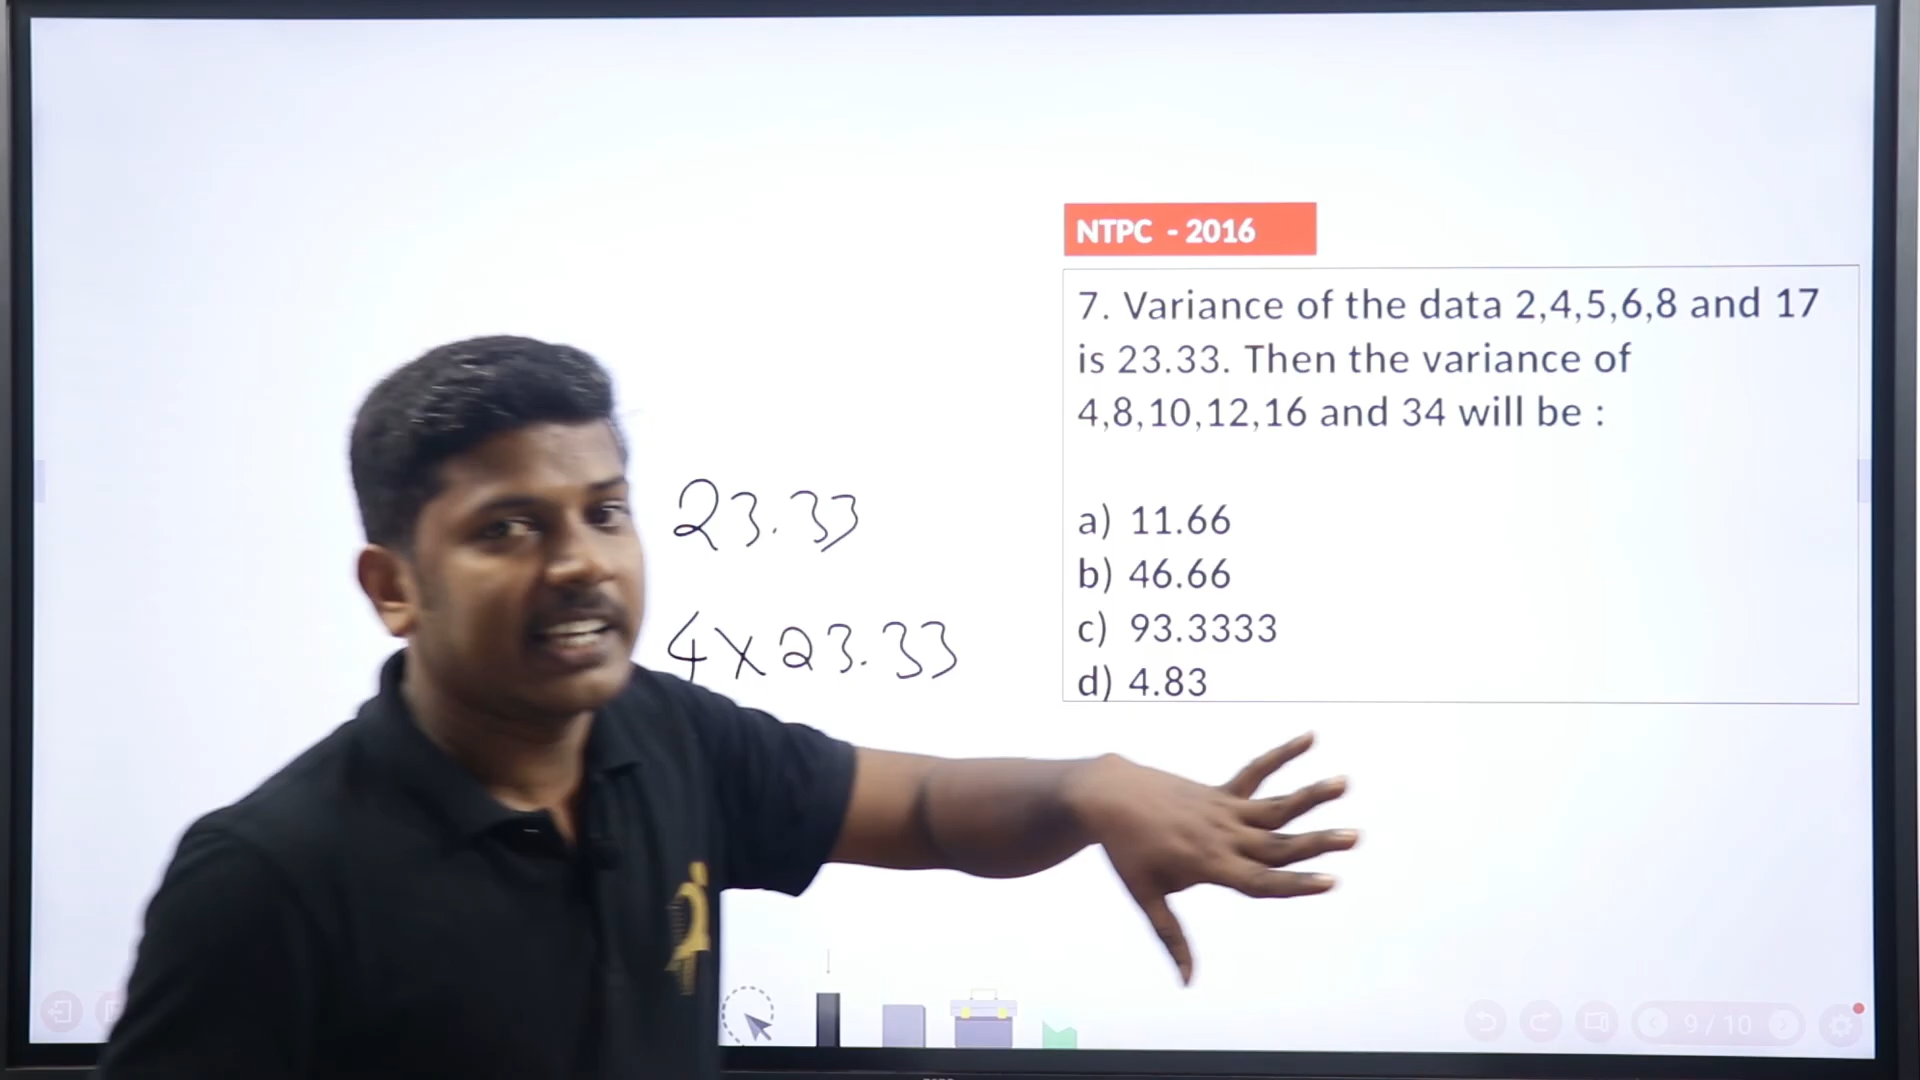 NTPC - 2016
7. Variance of the data 2,4,5,6,8 and 17
is 23.33. Then the variance of
4,8,10,12,16 and 34 will be :
a) 11.66
b) 46.66
c) 93.3333
d) 4.83
23.33
4X23.33
9 / 10